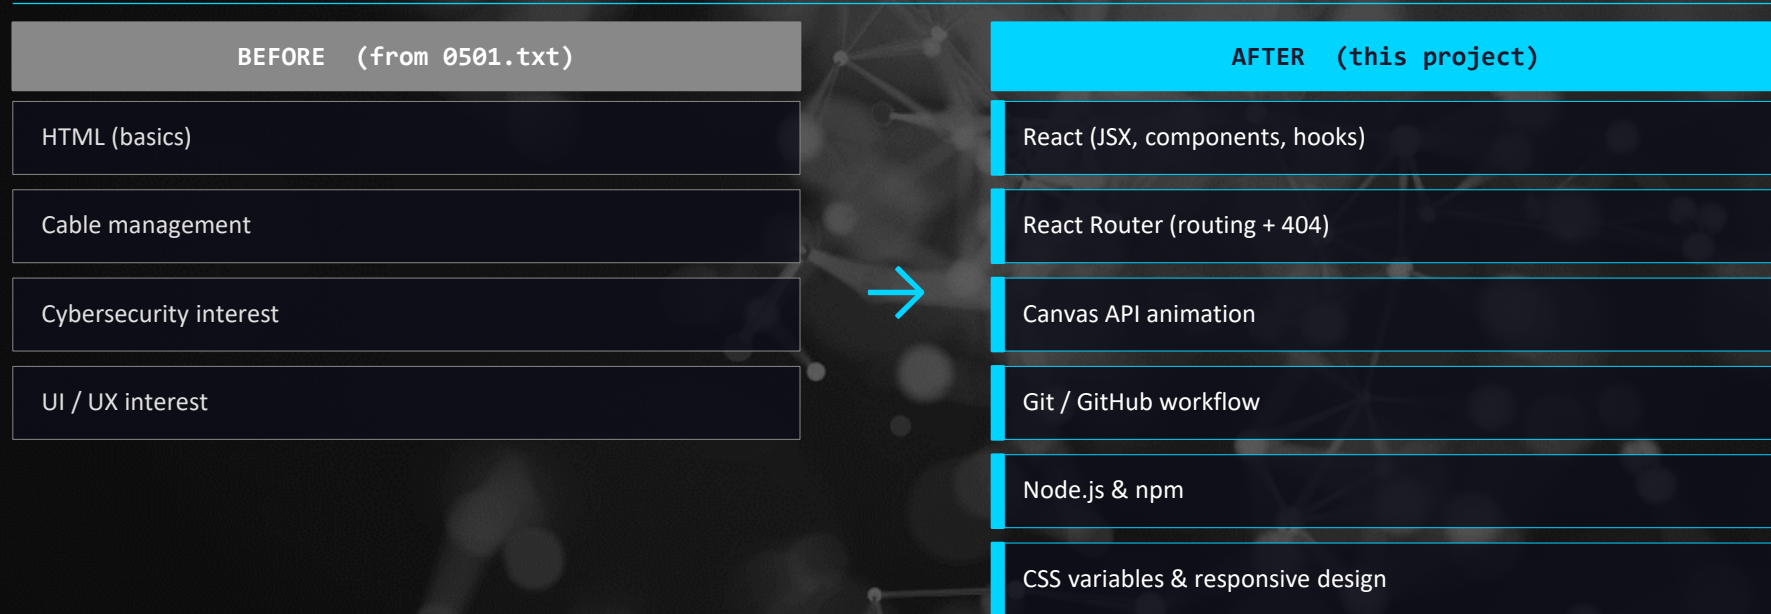 BEFORE (from 0501.txt)
HTML (basics)
Cable management
Cybersecurity interest
UI / UX interest
→
AFTER (this project)
React (JSX, components, hooks)
React Router (routing + 404)
Canvas API animation
Git / GitHub workflow
Node.js & npm
CSS variables & responsive design